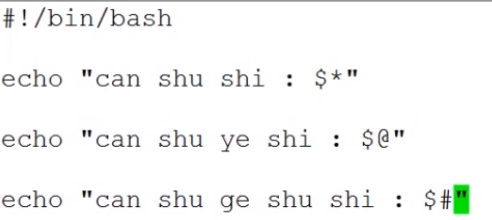 #!/bin/bash
echo "can shu shi : $*"
echo "can shu ye shi : $@"
echo "can shu ge shu shi : $#"